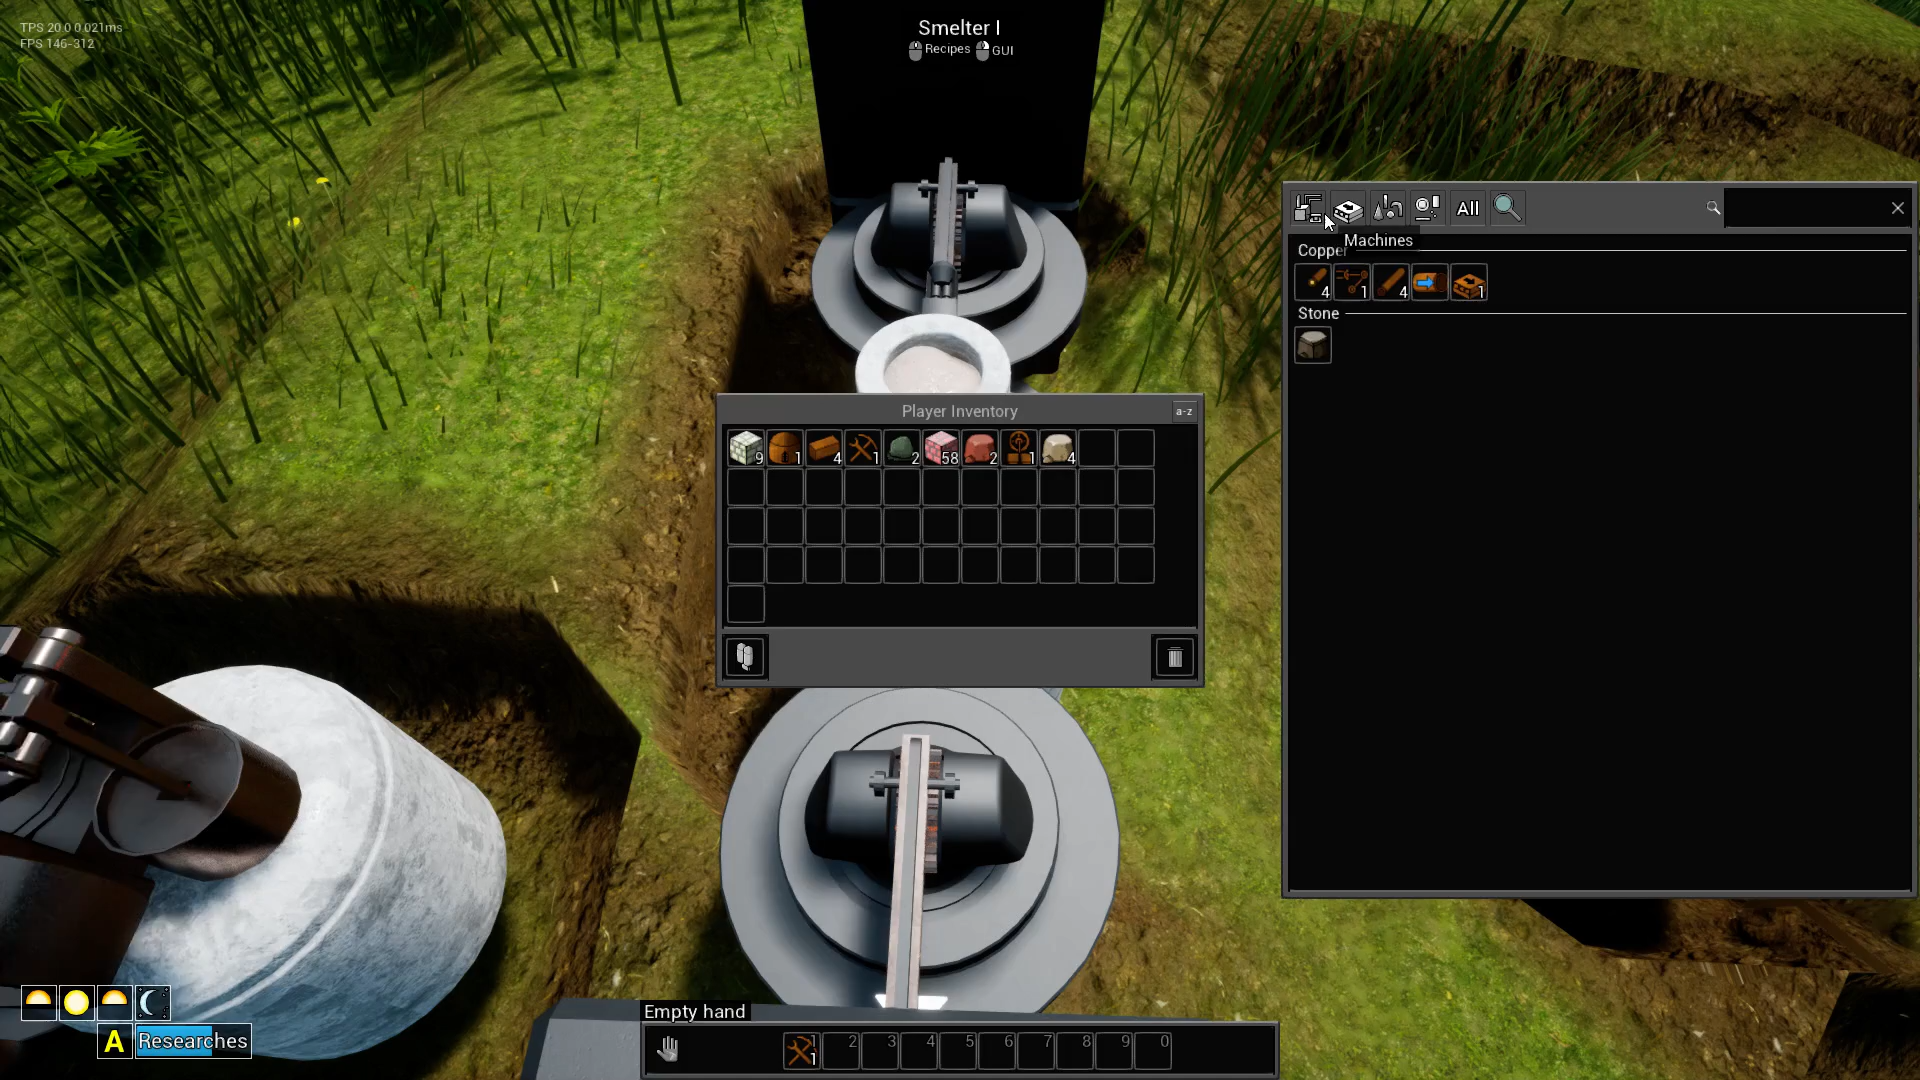 TPS 20.0 0.021ms
FPS 146-312
Smelter I
Recipes GUI
All
Machines
Copper
4 1 4 1
Stone
Player Inventory
a-z
9 1 4 1 2 58 2 1 4
Researches
A
Empty hand
1 1 2 3 4 5 6 7 8 9 0